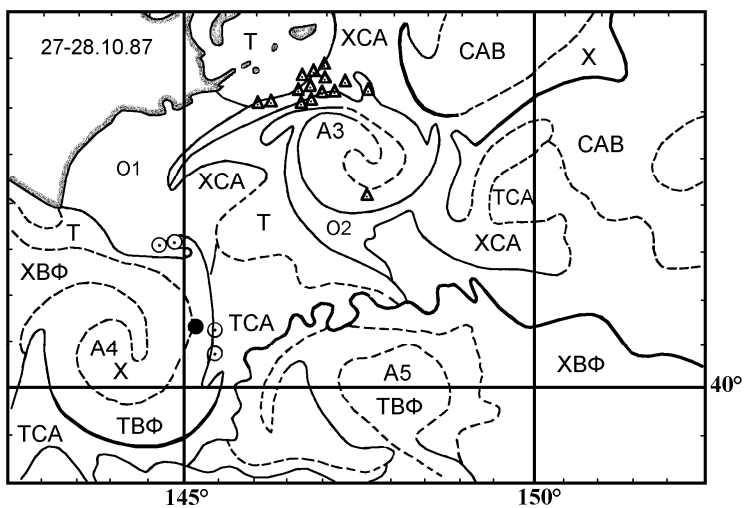 27-28.10.87
Т
ХСА
САВ
Х
А3
О1
ХСА
САВ
ТСА
Т
О2
ХСА
Т
ХВФ
ТСА
А4
Х
А5
ХВФ
40°
ТВФ
ТВФ
ТСА
145°
150°